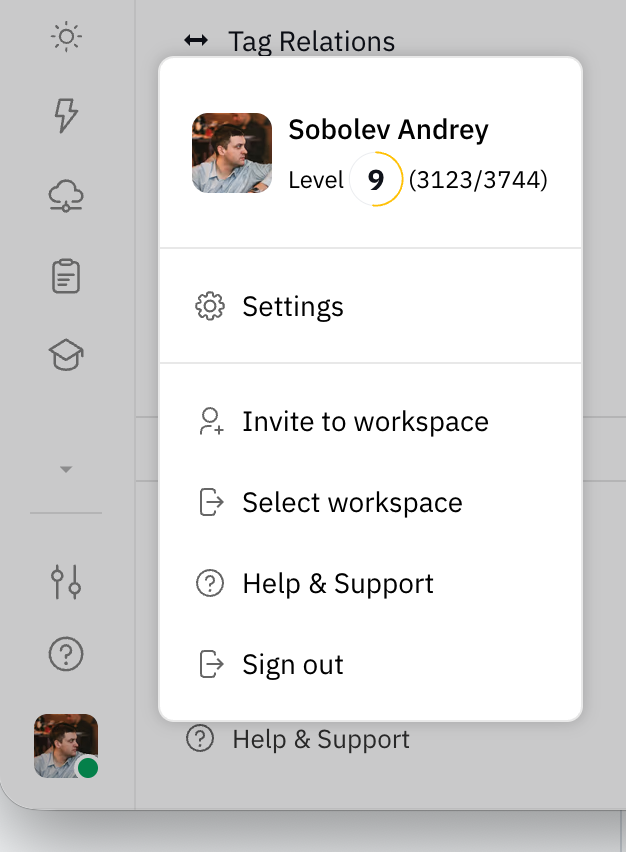 Tag Relations
Sobolev Andrey
Level 9 (3123/3744)
Settings
Invite to workspace
Select workspace
Help & Support
Sign out
Help & Support